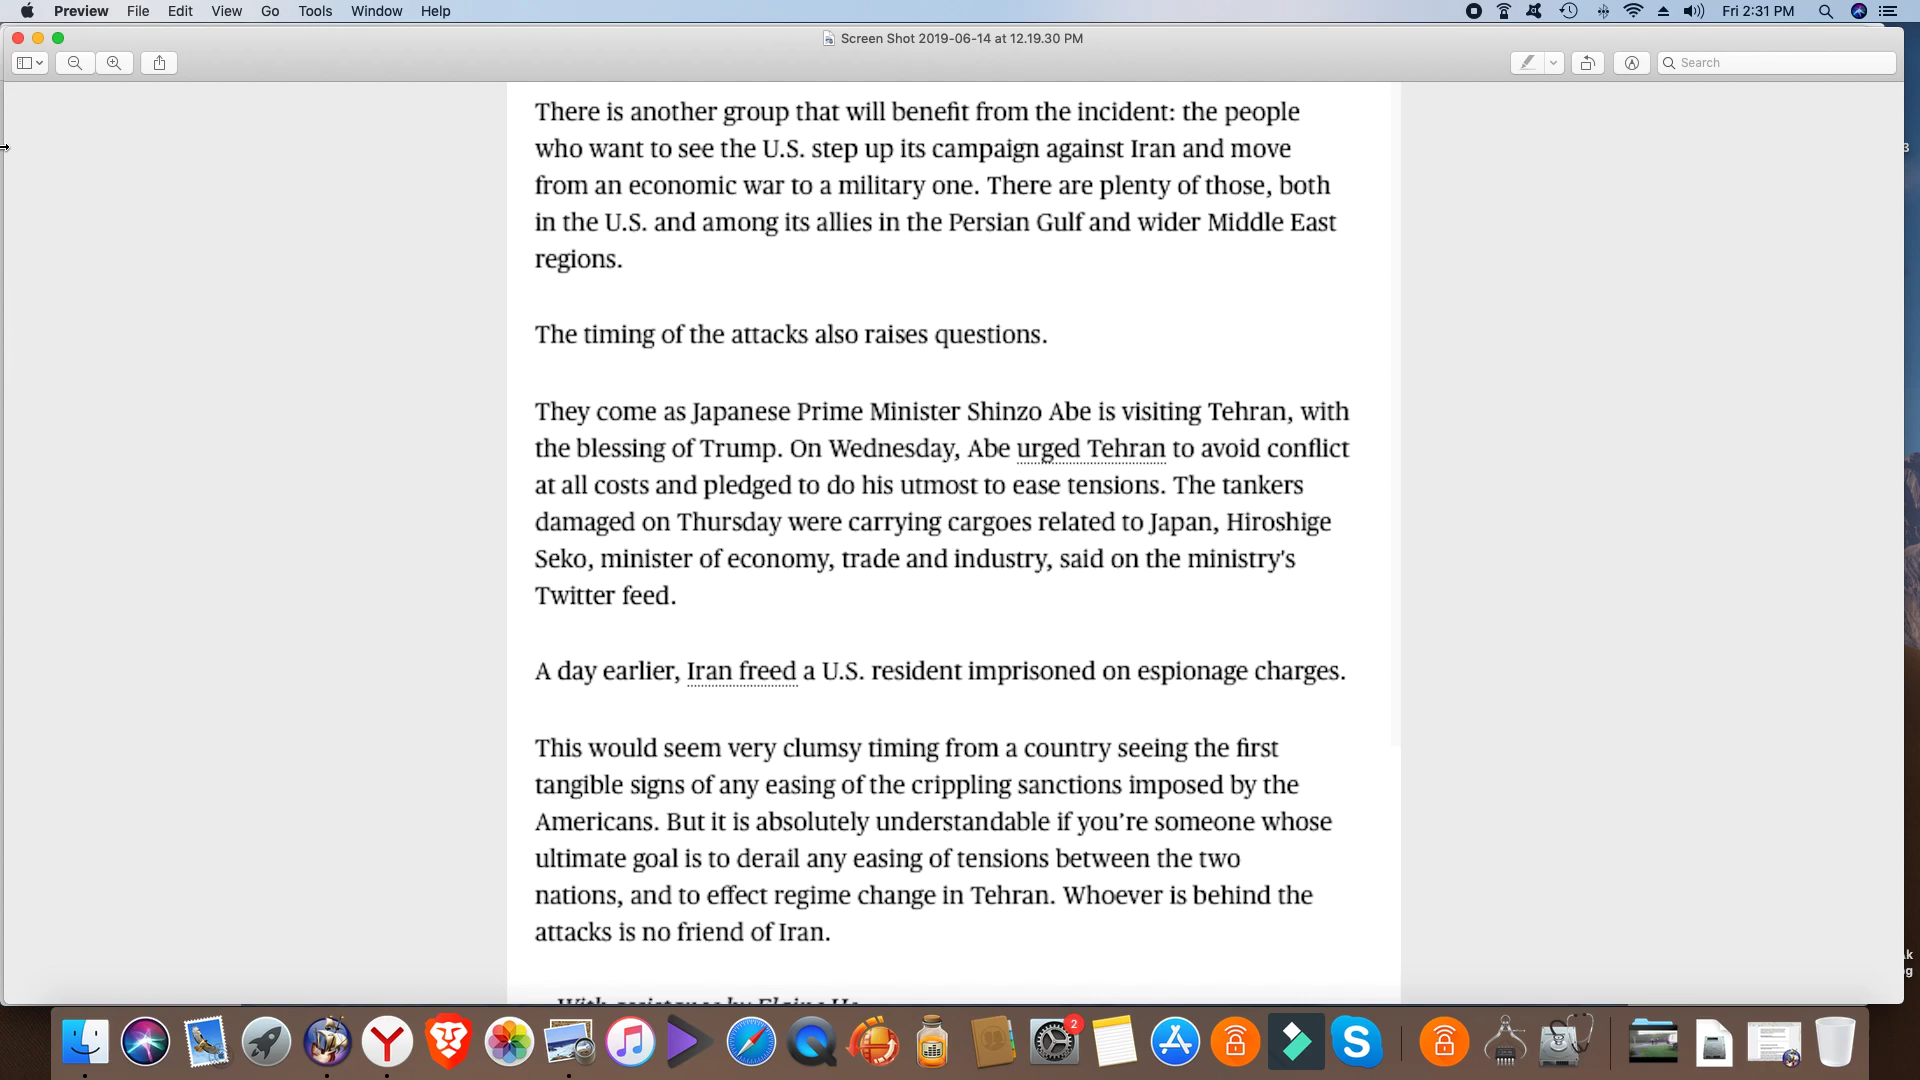 Preview File Edit View Go Tools Window Help
Fri 2:31 PM
Screen Shot 2019-06-14 at 12.19.30 PM
Search
There is another group that will benefit from the incident: the people
who want to see the U.S. step up its campaign against Iran and move
from an economic war to a military one. There are plenty of those, both
in the U.S. and among its allies in the Persian Gulf and wider Middle East
regions.
The timing of the attacks also raises questions.
They come as Japanese Prime Minister Shinzo Abe is visiting Tehran, with
the blessing of Trump. On Wednesday, Abe urged Tehran to avoid conflict
at all costs and pledged to do his utmost to ease tensions. The tankers
damaged on Thursday were carrying cargoes related to Japan, Hiroshige
Seko, minister of economy, trade and industry, said on the ministry's
Twitter feed.
A day earlier, Iran freed a U.S. resident imprisoned on espionage charges.
This would seem very clumsy timing from a country seeing the first
tangible signs of any easing of the crippling sanctions imposed by the
Americans. But it is absolutely understandable if you’re someone whose
ultimate goal is to derail any easing of tensions between the two
nations, and to effect regime change in Tehran. Whoever is behind the
attacks is no friend of Iran.
2